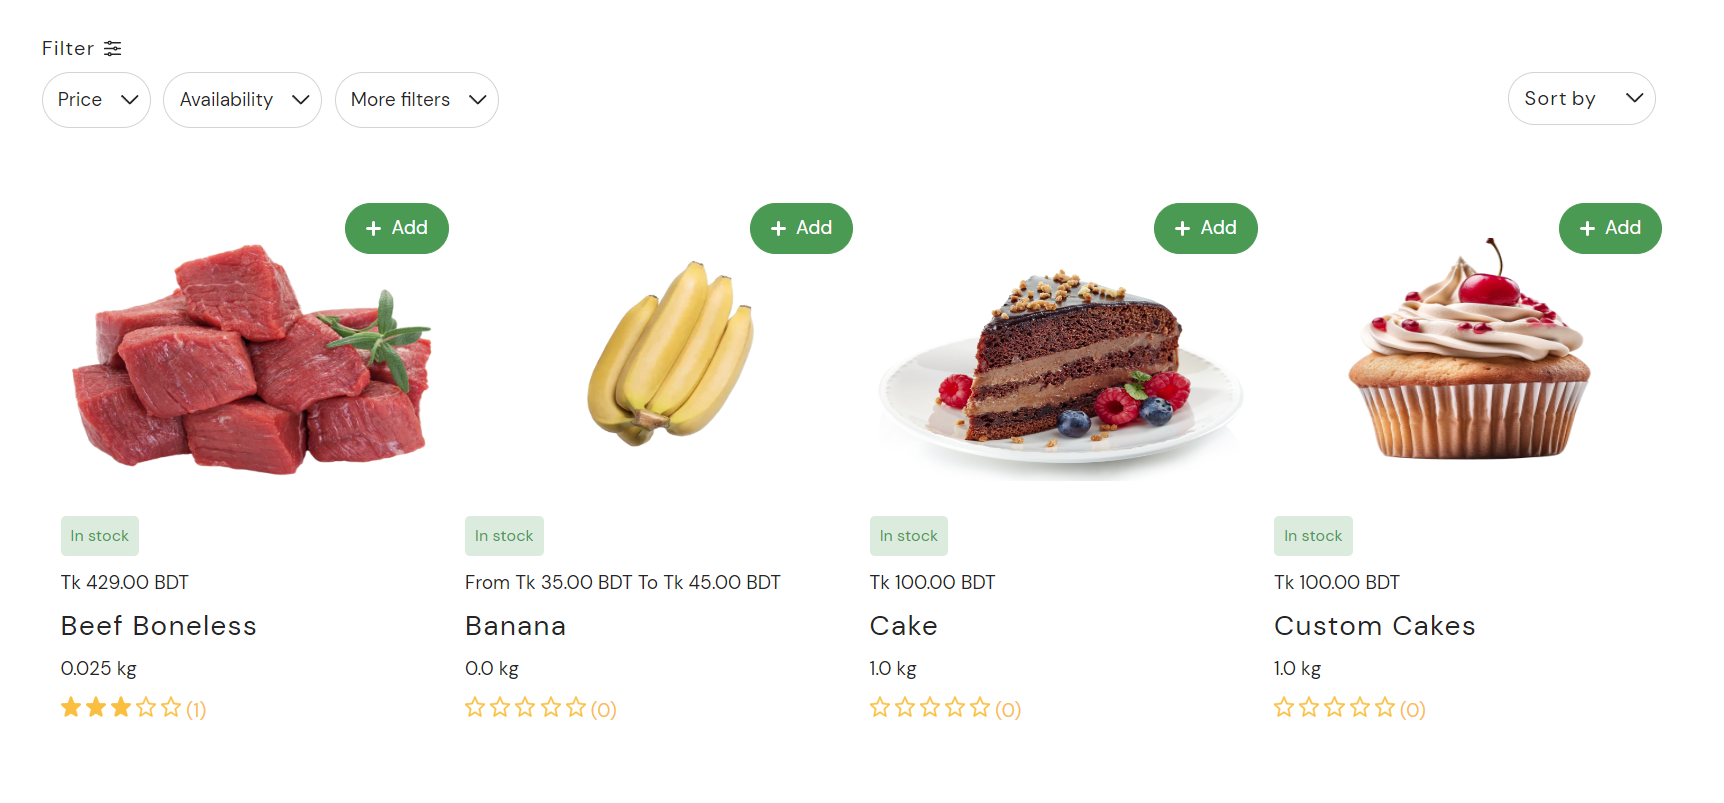 Filter
Price
Availability
More filters
Sort by
+ Add
+ Add
+ Add
+ Add
In stock
Tk 429.00 BDT
Beef Boneless
0.025 kg
(1)
In stock
From Tk 35.00 BDT To Tk 45.00 BDT
Banana
0.0 kg
(0)
In stock
Tk 100.00 BDT
Cake
1.0 kg
(0)
In stock
Tk 100.00 BDT
Custom Cakes
1.0 kg
(0)